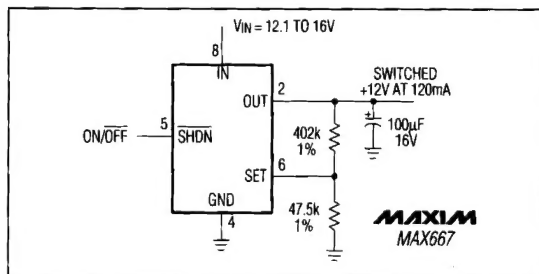 VIN = 12.1 TO 16V
8
IN
2
OUT
SWITCHED
+12V AT 120mA
ON/OFF
5
SHDN
402k
1%
+
100µF
16V
6
SET
GND
4
47.5k
1%
MAXIM
MAX667